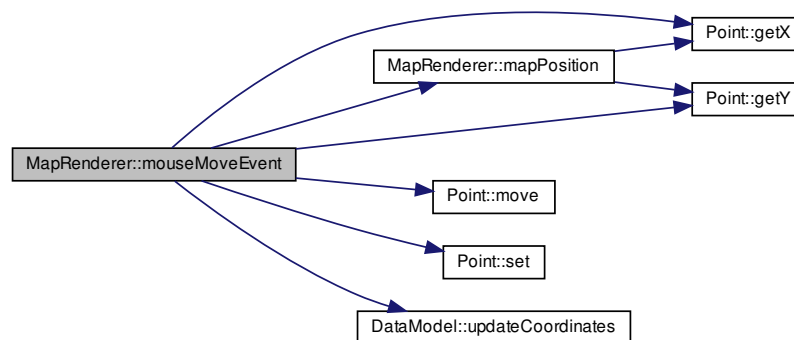 Point::getX
MapRenderer::mapPosition
Point::getY
MapRenderer::mouseMoveEvent
Point::move
Point::set
DataModel::updateCoordinates